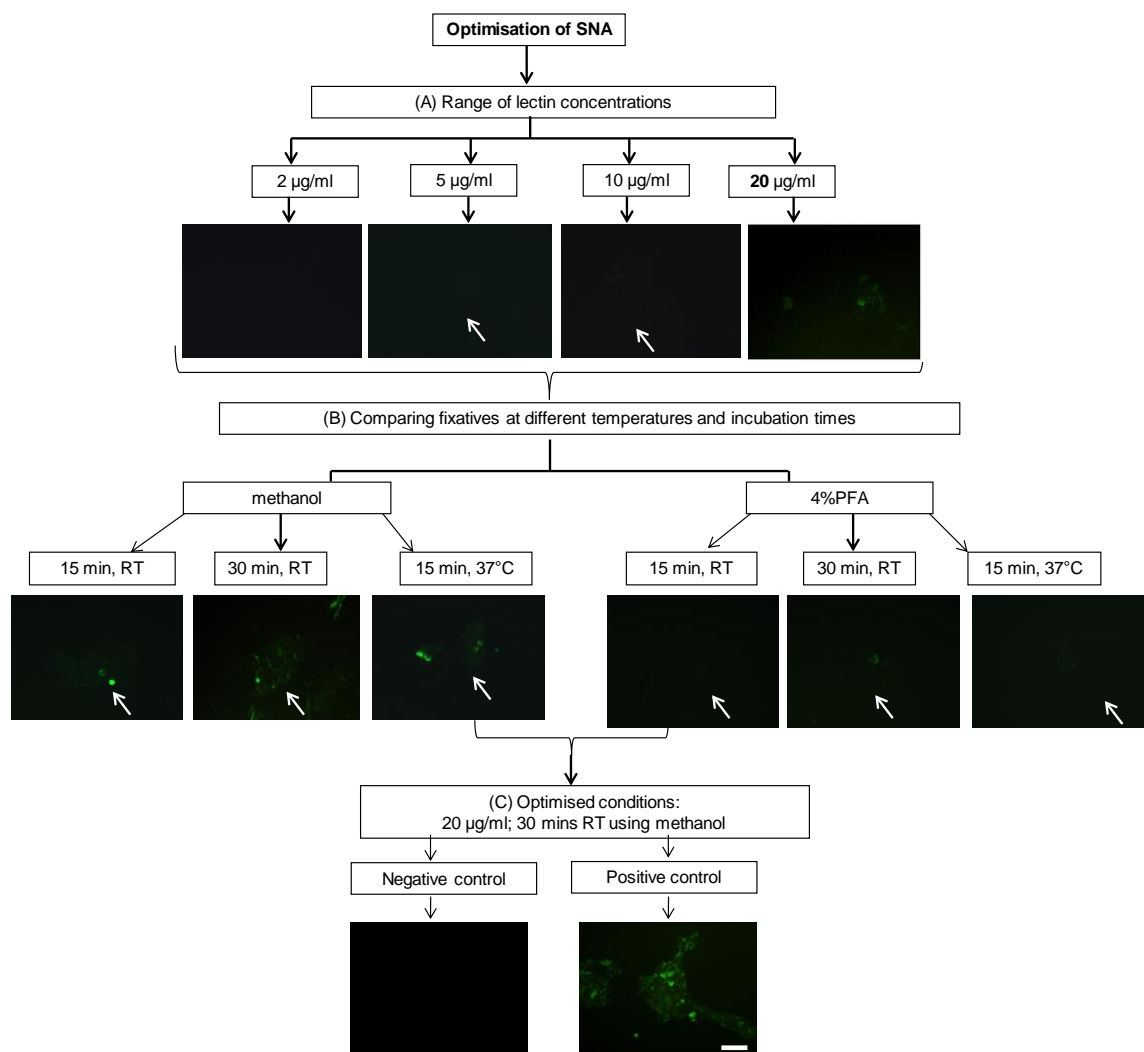 Optimisation of SNA
(A) Range of lectin concentrations
2 µg/ml
5 µg/ml
10 µg/ml
20 µg/ml
(B) Comparing fixatives at different temperatures and incubation times
methanol
4%PFA
15 min, RT
30 min, RT
15 min, 37°C
15 min, RT
30 min, RT
15 min, 37°C
(C) Optimised conditions:
20 µg/ml; 30 mins RT using methanol
Negative control
Positive control